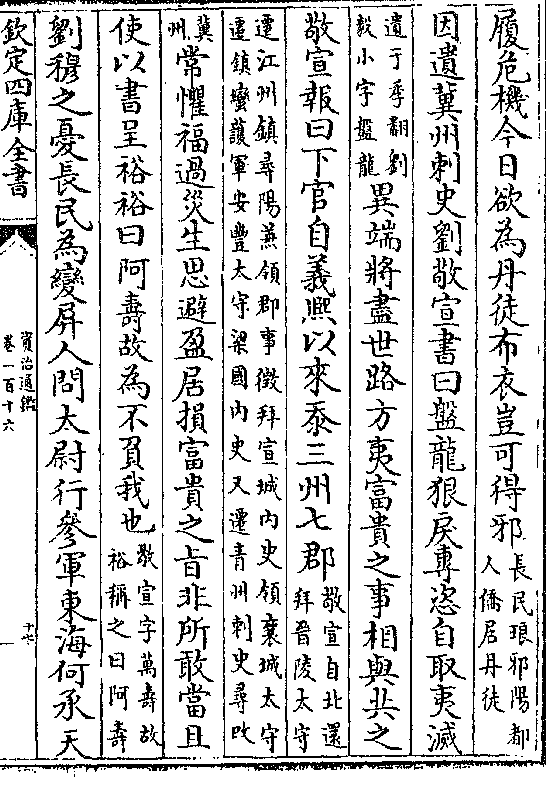 履危機今日欲為丹徒布衣豈可得邪長民琅邪陽都人僑居丹徒
因遺冀州刺史劉敬宣書曰盤龍狠戾專恣自取夷滅
遺于季翻劉毅小字盤龍異端將盡世路方夷富貴之事相與共之
敬宣報曰下官自義熙以來忝三州七郡敬宣自北還拜晉陵太守
遷江州鎮尋陽兼領郡事徵拜宣城內史領襄城太守
遷鎮蠻護軍安豐太守梁國內史又遷青州刺史尋改
冀州常懼福過災生思避盈居損富貴之旨非所敢當且
使以書呈裕裕曰阿壽故為不負我也敬宣字萬壽故裕稱之曰阿壽
劉穆之憂長民為變屏人問太尉行參軍東海何承天
欽定四庫全書
資治通鑑
卷一百十六
十七